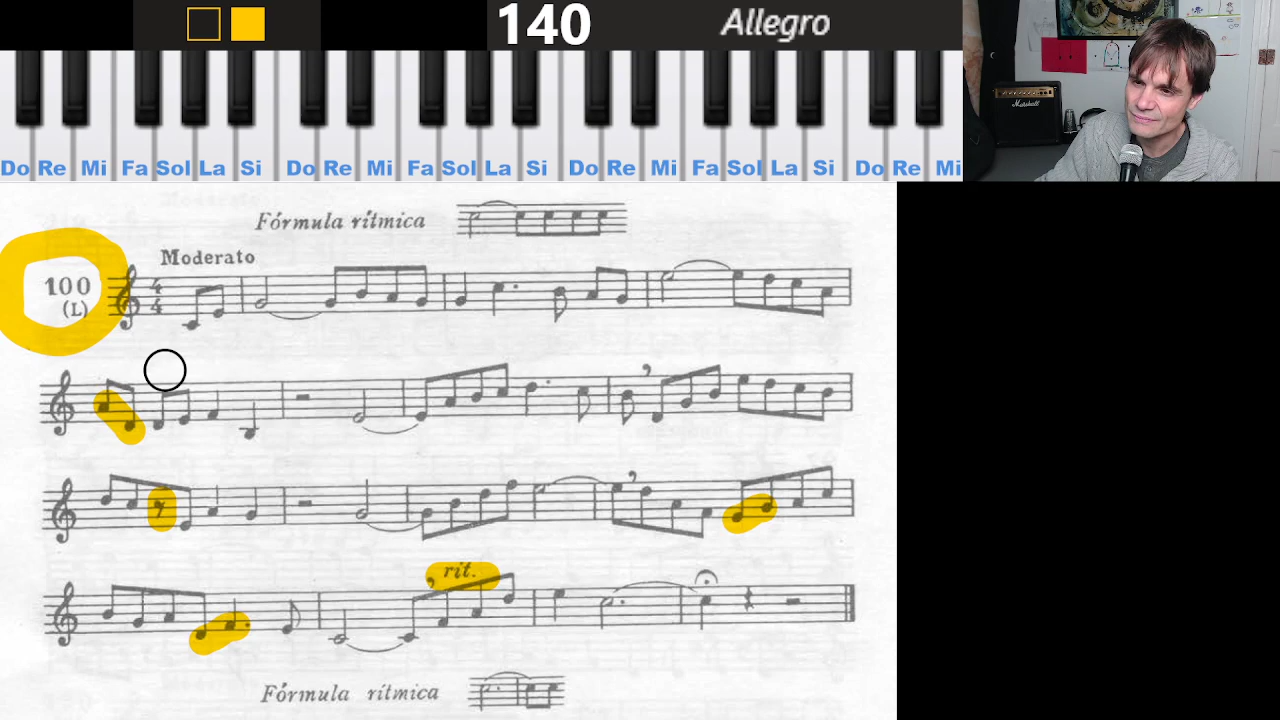 140 Allegro
Marshall
Do Re Mi Fa Sol La Si Do Re Mi Fa Sol La Si Do Re Mi Fa Sol La Si Do Re Mi
Fórmula rítmica
Moderato
100
(L)
4
4
rit.
Fórmula rítmica